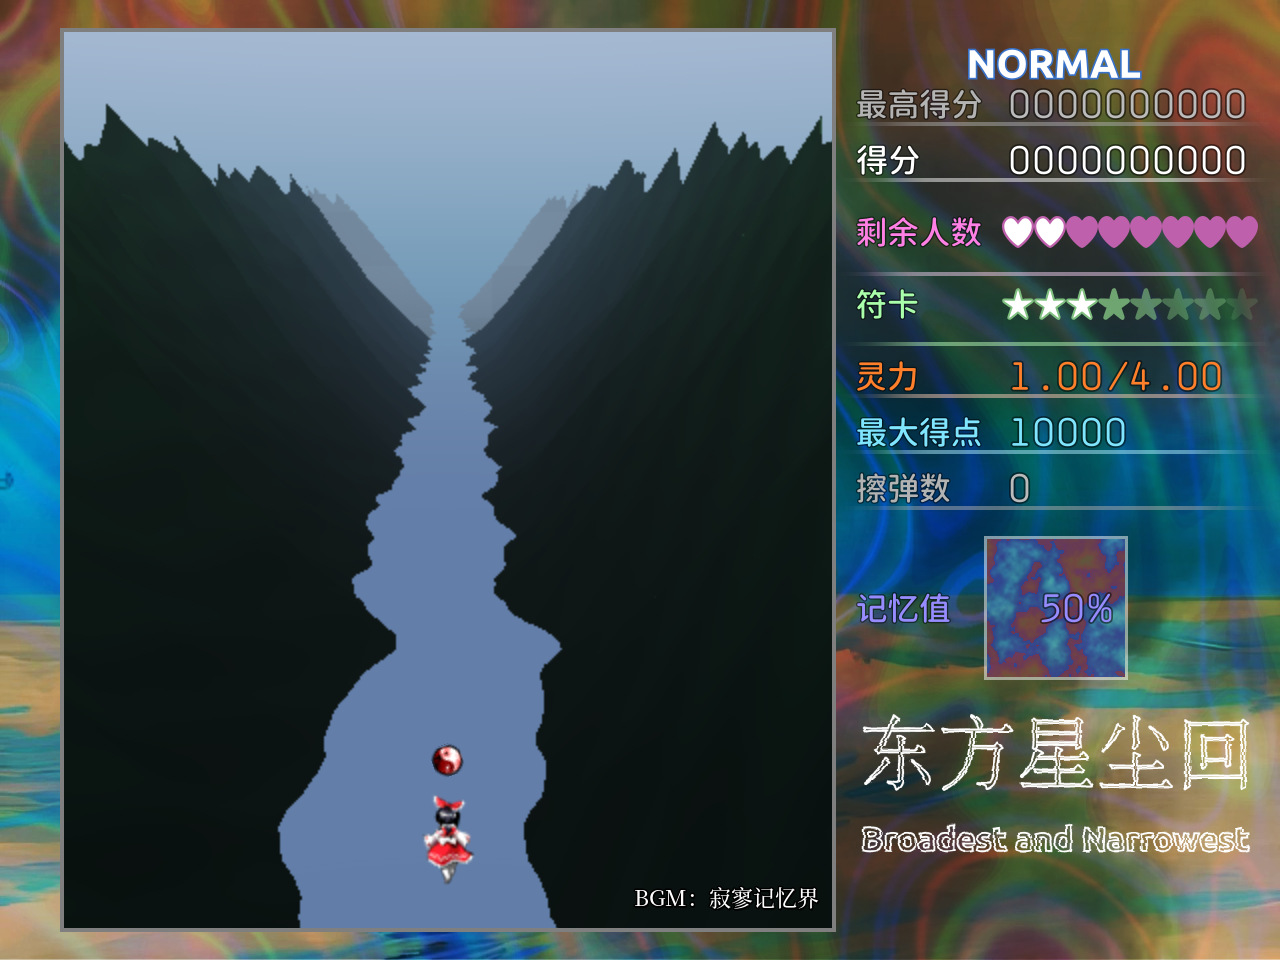 NORMAL
最高得分 0000000000
得分 0000000000
剩余人数
符卡
灵力 1.00/4.00
最大得点 10000
擦弹数 0
记忆值 50%
东方星尘回
Broadest and Narrowest
BGM：寂寥记忆界